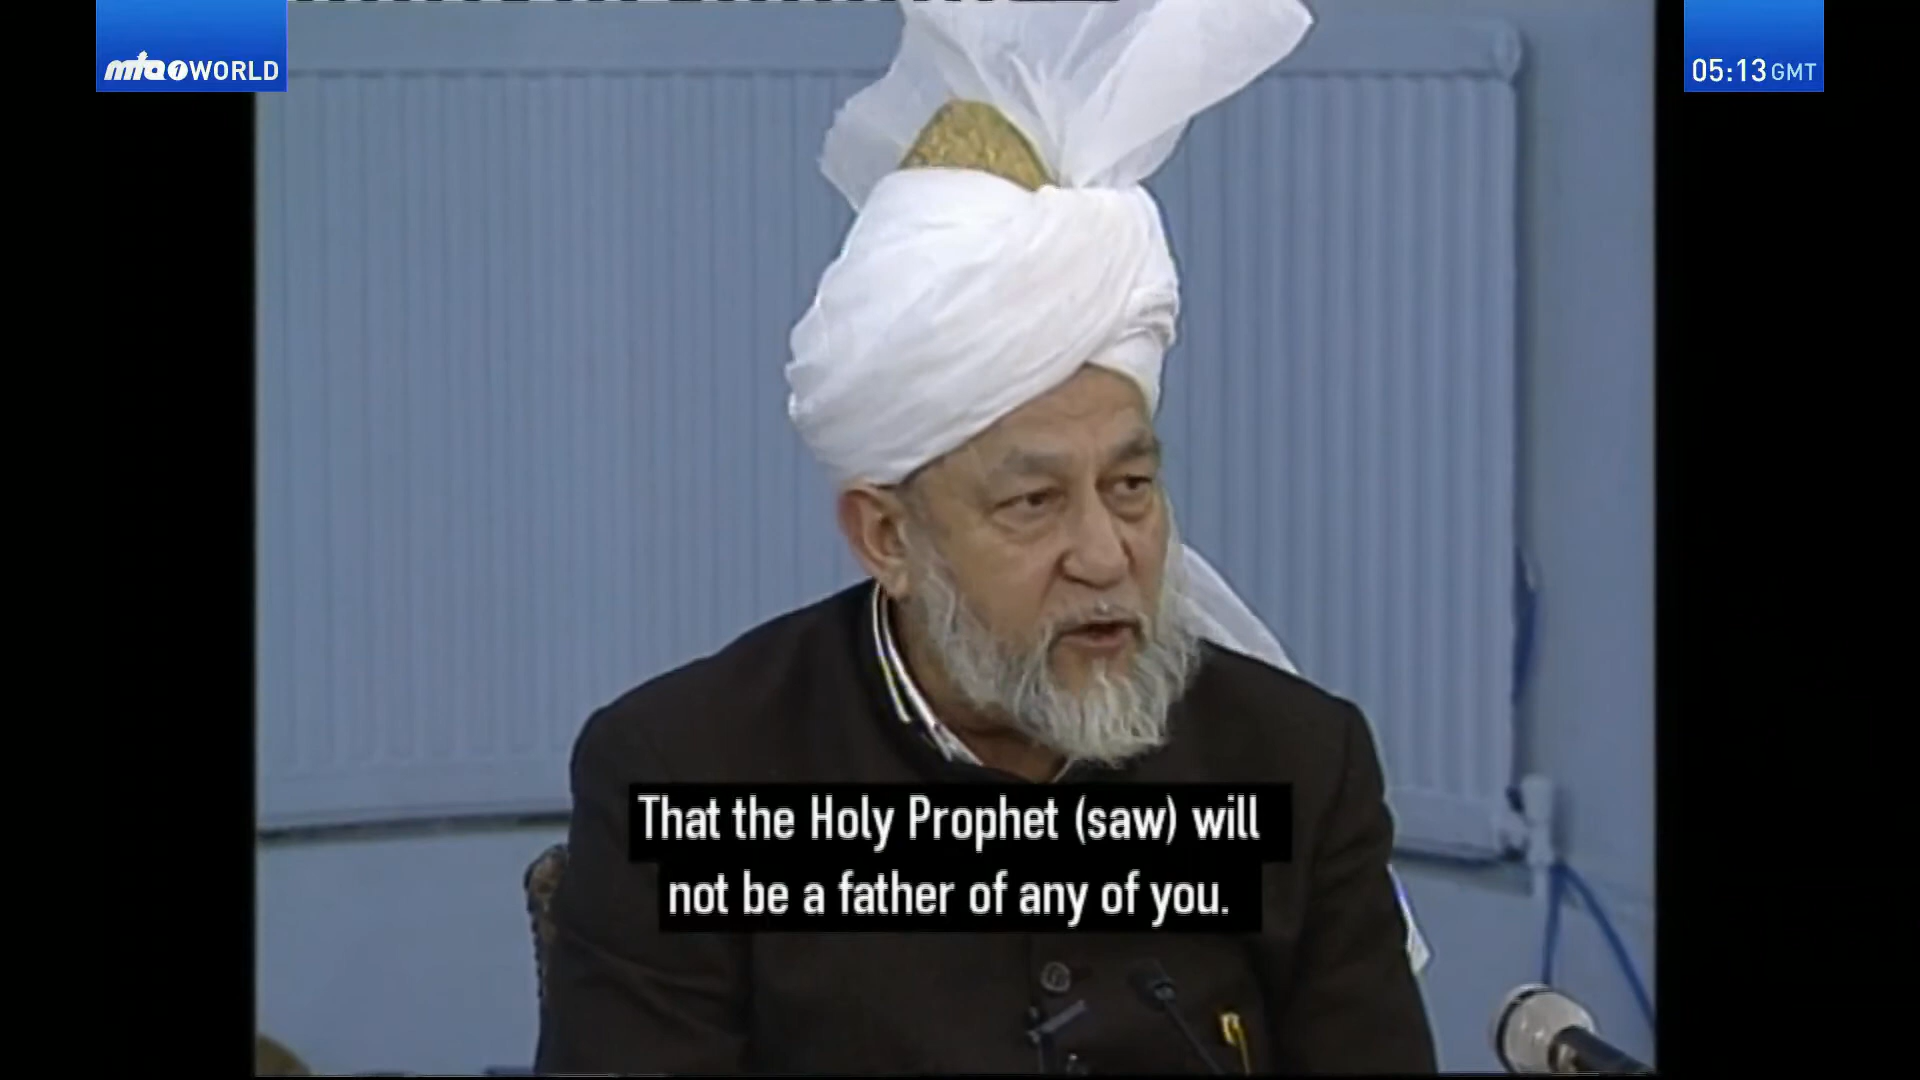 mta1WORLD
05:13 GMT
That the Holy Prophet (saw) will
not be a father of any of you.